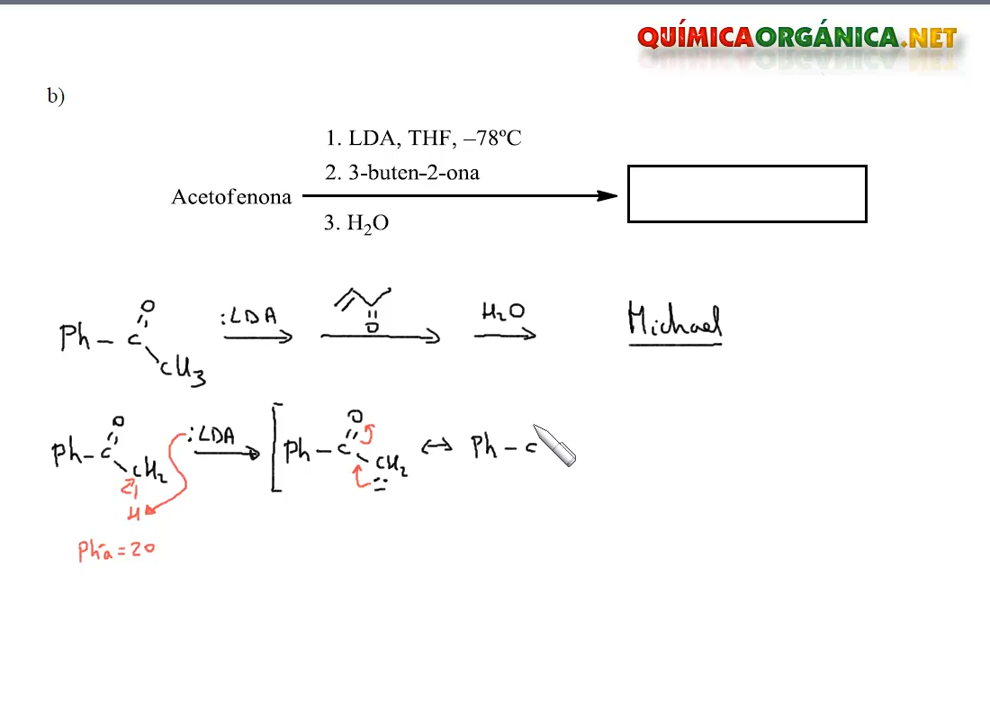 QUÍMICAORGÁNICA.NET
b)
1. LDA, THF, –78ºC
2. 3-buten-2-ona
Acetofenona
3. H2O
Ph – C O CH3 :LDA O H2O Michael
Ph – C O CH2 H :LDA [ Ph – C O CH2 ↔ Ph – C
Pka = 20